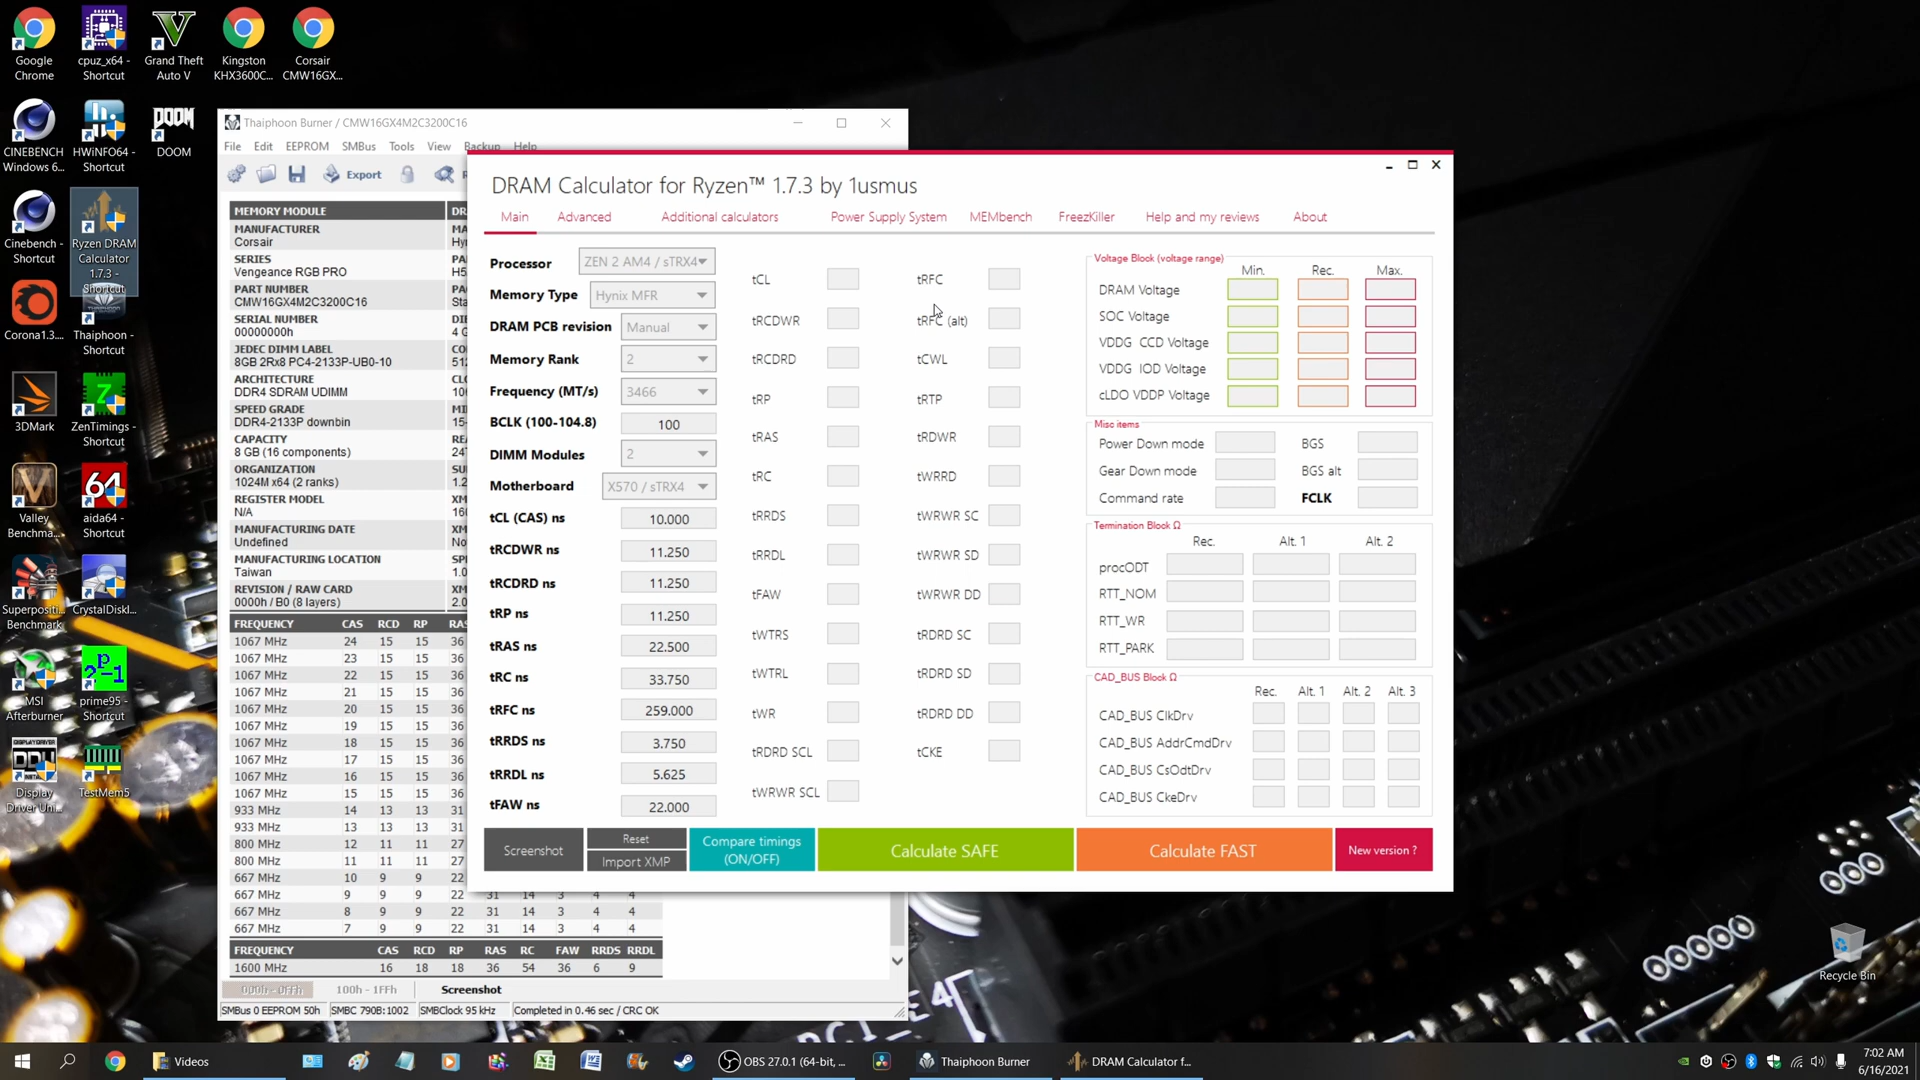 Google
Chrome
cpuz_x64 -
Shortcut
Grand Theft
Auto V
Kingston
KHX3600C...
Corsair
CMW16GX...
CINEBENCH
Windows 6...
HWiNFO64 -
Shortcut
DOOM
DOOM
Cinebench -
Shortcut
Ryzen DRAM
Calculator
1.7.3 -
Shortcut
Corona1.3....
Thaiphoon -
Shortcut
3DMark
ZenTimings -
Shortcut
Valley
Benchma...
64
aida64 -
Shortcut
Superpositi...
Benchmark
CrystalDiskI...
MSI
Afterburner
prime95 -
Shortcut
Display
Driver Uni...
TestMem5
Recycle Bin
Thaiphoon Burner / CMW16GX4M2C3200C16
File Edit EEPROM SMBus Tools View Backup Help
Export
MEMORY MODULE
MANUFACTURER
Corsair
SERIES
Vengeance RGB PRO
PART NUMBER
CMW16GX4M2C3200C16
SERIAL NUMBER
00000000h
JEDEC DIMM LABEL
8GB 2Rx8 PC4-2133P-UB0-10
ARCHITECTURE
DDR4 SDRAM UDIMM
SPEED GRADE
DDR4-2133P downbin
CAPACITY
8 GB (16 components)
ORGANIZATION
1024M x64 (2 ranks)
REGISTER MODEL
N/A
MANUFACTURING DATE
Undefined
MANUFACTURING LOCATION
Taiwan
REVISION / RAW CARD
0000h / B0 (8 layers)
FREQUENCY CAS RCD RP RAS
1067 MHz 24 15 15 36
1067 MHz 23 15 15 36
1067 MHz 22 15 15 36
1067 MHz 21 15 15 36
1067 MHz 20 15 15 36
1067 MHz 19 15 15 36
1067 MHz 18 15 15 36
1067 MHz 17 15 15 36
1067 MHz 16 15 15 36
1067 MHz 15 15 15 36
933 MHz 14 13 13 31
933 MHz 13 13 13 31
800 MHz 12 11 11 27
800 MHz 11 11 11 27
667 MHz 10 9 9 22
667 MHz 9 9 9 22 31 14 3 4 4
667 MHz 8 9 9 22 31 14 3 4 4
667 MHz 7 9 9 22 31 14 3 4 4
FREQUENCY CAS RCD RP RAS RC FAW RRDS RRDL
1600 MHz 16 18 18 36 54 36 6 9
000h - 0FFh 100h - 1FFh Screenshot
SMBus 0 EEPROM 50h SMBC 790B:1002 SMBClock 95 kHz Completed in 0.46 sec / CRC OK
DRAM Calculator for Ryzen™ 1.7.3 by 1usmus
Main Advanced Additional calculators Power Supply System MEMbench FreezKiller Help and my reviews About
Processor ZEN 2 AM4 / sTRX4
Memory Type Hynix MFR
DRAM PCB revision Manual
Memory Rank 2
Frequency (MT/s) 3466
BCLK (100-104.8) 100
DIMM Modules 2
Motherboard X570 / sTRX4
tCL (CAS) ns 10.000
tRCDWR ns 11.250
tRCDRD ns 11.250
tRP ns 11.250
tRAS ns 22.500
tRC ns 33.750
tRFC ns 259.000
tRRDS ns 3.750
tRRDL ns 5.625
tFAW ns 22.000
tCL
tRCDWR
tRCDRD
tRP
tRAS
tRC
tRRDS
tRRDL
tFAW
tWTRS
tWTRL
tWR
tRDRD SCL
tWRWR SCL
tRFC
tRFC (alt)
tCWL
tRTP
tRDWR
tWRRD
tWRWR SC
tWRWR SD
tWRWR DD
tRDRD SC
tRDRD SD
tRDRD DD
tCKE
Voltage Block (voltage range)
Min. Rec. Max.
DRAM Voltage
SOC Voltage
VDDG CCD Voltage
VDDG IOD Voltage
cLDO VDDP Voltage
Misc items
Power Down mode BGS
Gear Down mode BGS alt
Command rate FCLK
Termination Block Ω
Rec. Alt. 1 Alt. 2
procODT
RTT_NOM
RTT_WR
RTT_PARK
CAD_BUS Block Ω
Rec. Alt. 1 Alt. 2 Alt. 3
CAD_BUS ClkDrv
CAD_BUS AddrCmdDrv
CAD_BUS CsOdtDrv
CAD_BUS CkeDrv
Screenshot
Reset
Import XMP
Compare timings
(ON/OFF)
Calculate SAFE
Calculate FAST
New version ?
Videos
OBS 27.0.1 (64-bit, ...
Thaiphoon Burner
DRAM Calculator f...
7:02 AM
6/16/2021